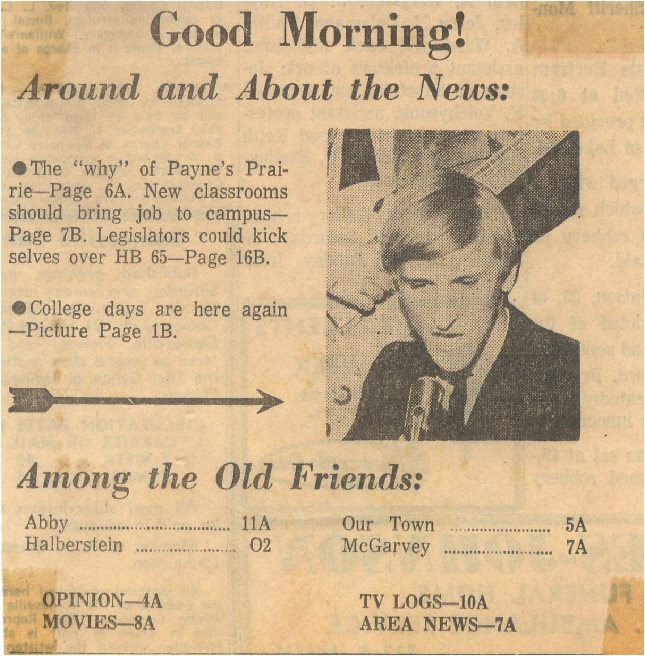 Good Morning!
Around and About the News:
●The "why" of Payne's Prai-
rie—Page 6A. New classrooms
should bring job to campus—
Page 7B. Legislators could kick
selves over HB 65—Page 16B.
●College days are here again
—Picture Page 1B.
Among the Old Friends:
Abby .............................. 11A
Halberstein .................... O2
Our Town ......................... 5A
McGarvey ........................ 7A
OPINION—4A
MOVIES—8A
TV LOGS—10A
AREA NEWS—7A